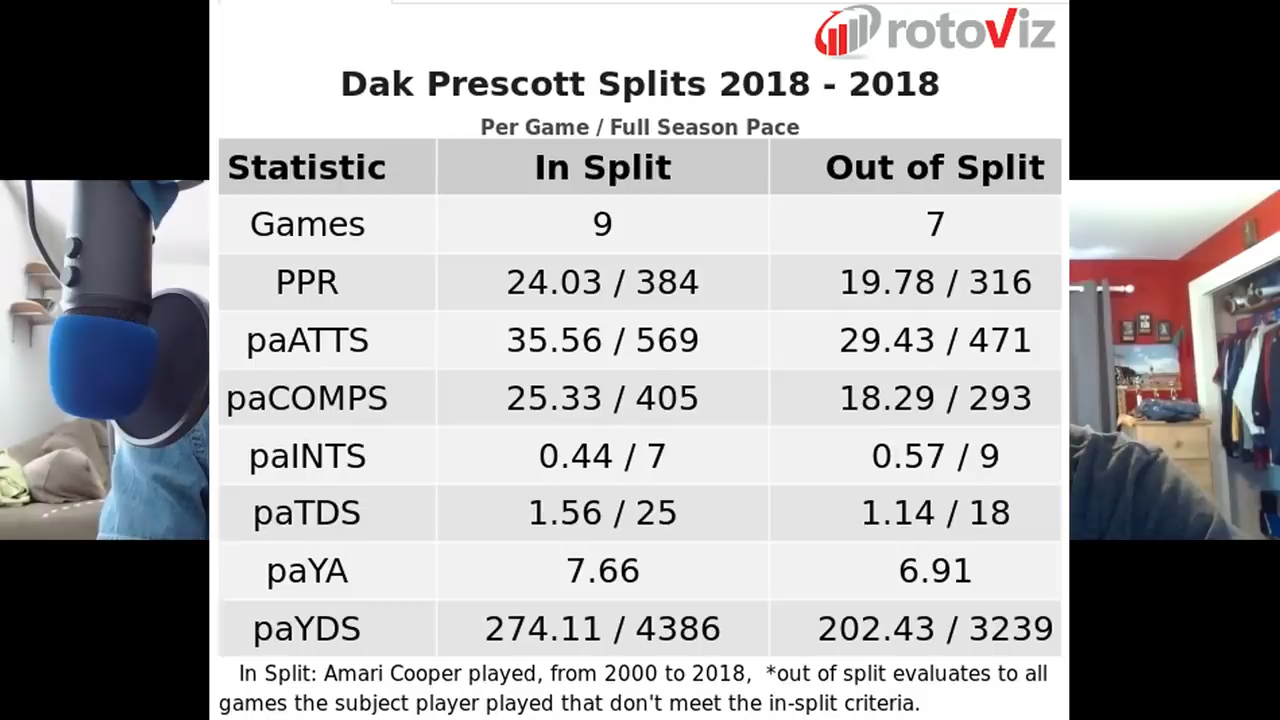 rotoViz
Dak Prescott Splits 2018 - 2018
Per Game / Full Season Pace
Statistic In Split Out of Split
Games 9 7
PPR 24.03 / 384 19.78 / 316
paATTS 35.56 / 569 29.43 / 471
paCOMPS 25.33 / 405 18.29 / 293
paINTS 0.44 / 7 0.57 / 9
paTDS 1.56 / 25 1.14 / 18
paYA 7.66 6.91
paYDS 274.11 / 4386 202.43 / 3239
In Split: Amari Cooper played, from 2000 to 2018, *out of split evaluates to all
games the subject player played that don't meet the in-split criteria.